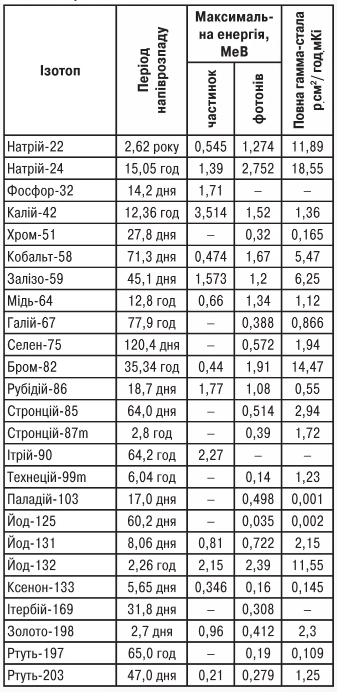 Ізотоп
Період
напіврозпаду
Максималь-
на енергія,
МеВ
частинок
фотонів
Повна гамма-стала
р.см²/ год.мКі
Натрій-22 2,62 року 0,545 1,274 11,89
Натрій-24 15,05 год 1,39 2,752 18,55
Фосфор-32 14,2 дня 1,71 – –
Калій-42 12,36 год 3,514 1,52 1,36
Хром-51 27,8 дня – 0,32 0,165
Кобальт-58 71,3 дня 0,474 1,67 5,47
Залізо-59 45,1 дня 1,573 1,2 6,25
Мідь-64 12,8 год 0,66 1,34 1,12
Галій-67 77,9 год – 0,388 0,866
Селен-75 120,4 дня – 0,572 1,94
Бром-82 35,34 год 0,44 1,91 14,47
Рубідій-86 18,7 дня 1,77 1,08 0,55
Стронцій-85 64,0 дня – 0,514 2,94
Стронцій-87m 2,8 год – 0,39 1,72
Ітрій-90 64,2 год 2,27 – –
Технецій-99m 6,04 год – 0,14 1,23
Паладій-103 17,0 дня – 0,498 0,001
Йод-125 60,2 дня – 0,035 0,002
Йод-131 8,06 дня 0,81 0,722 2,15
Йод-132 2,26 год 2,15 2,39 11,55
Ксенон-133 5,65 дня 0,346 0,16 0,145
Ітербій-169 31,8 дня – 0,308 –
Золото-198 2,7 дня 0,96 0,412 2,3
Ртуть-197 65,0 год – 0,19 0,109
Ртуть-203 47,0 дня 0,21 0,279 1,25